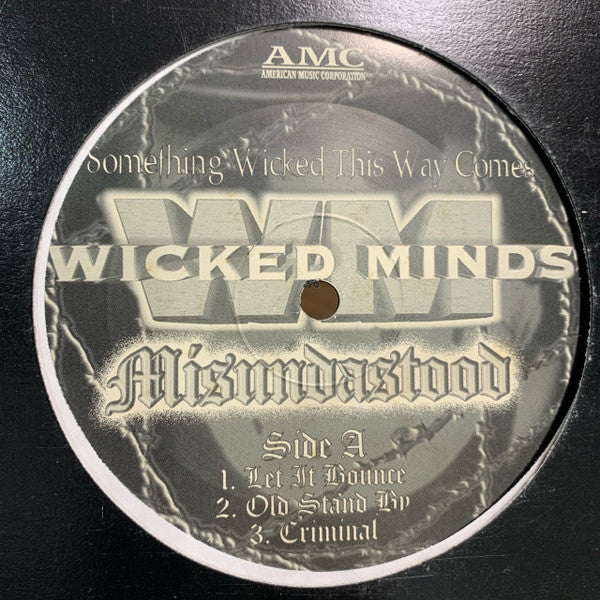 AMC
AMERICAN MUSIC CORPORATION
Something Wicked This Way Comes
WM
WICKED MINDS
Misundastood
Side A
1. Let It Bounce
2. Old Stand By
3. Criminal